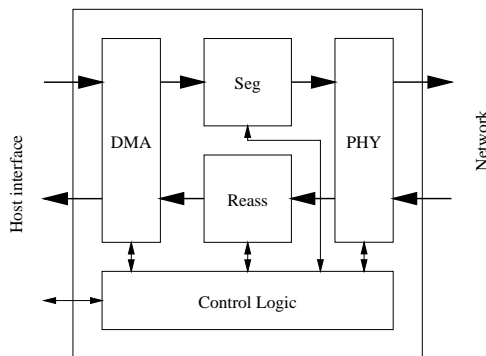 Seg
DMA
PHY
Reass
Control Logic
Host interface
Network